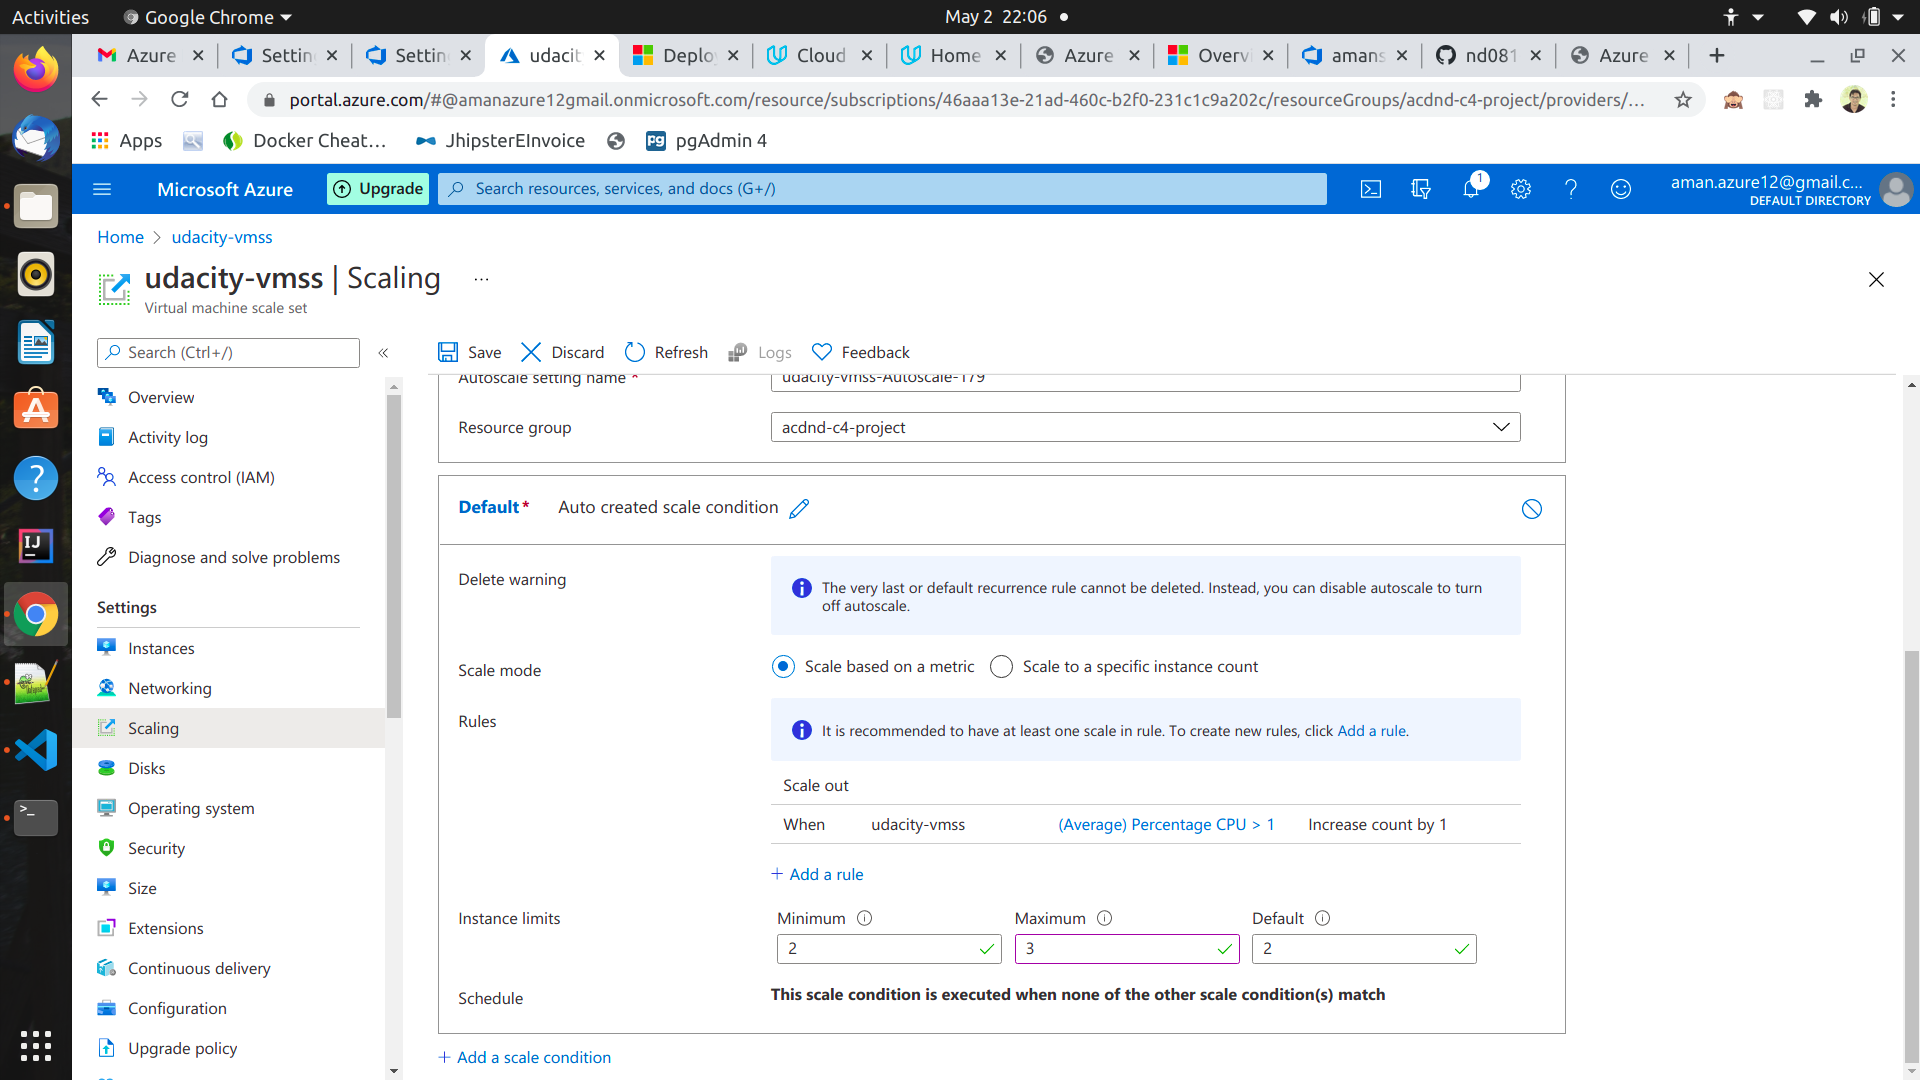 Activities
Google Chrome
May 2 22:06
Azure
Settin
Settin
udacit
Deplo
Cloud
Home
Azure
Overvi
amans
nd081
Azure
portal.azure.com/#@amanazure12gmail.onmicrosoft.com/resource/subscriptions/46aaa13e-21ad-460c-b2f0-231c1c9a202c/resourceGroups/acdnd-c4-project/providers/...
Apps
Docker Cheat...
JhipsterEInvoice
pgAdmin 4
Microsoft Azure
Upgrade
Search resources, services, and docs (G+/)
1
aman.azure12@gmail.c...
DEFAULT DIRECTORY
Home > udacity-vmss
udacity-vmss | Scaling ...
Virtual machine scale set
Search (Ctrl+/)
«
Save
Discard
Refresh
Logs
Feedback
Overview
Activity log
Access control (IAM)
Tags
Diagnose and solve problems
Settings
Instances
Networking
Scaling
Disks
Operating system
Security
Size
Extensions
Continuous delivery
Configuration
Upgrade policy
Autoscale setting name *
udacity-vmss-Autoscale-179
Resource group
acdnd-c4-project
Default* Auto created scale condition
Delete warning
The very last or default recurrence rule cannot be deleted. Instead, you can disable autoscale to turn
off autoscale.
Scale mode
Scale based on a metric
Scale to a specific instance count
Rules
It is recommended to have at least one scale in rule. To create new rules, click Add a rule.
Scale out
When udacity-vmss (Average) Percentage CPU > 1 Increase count by 1
+ Add a rule
Instance limits
Minimum
Maximum
Default
2
3
2
Schedule
This scale condition is executed when none of the other scale condition(s) match
+ Add a scale condition